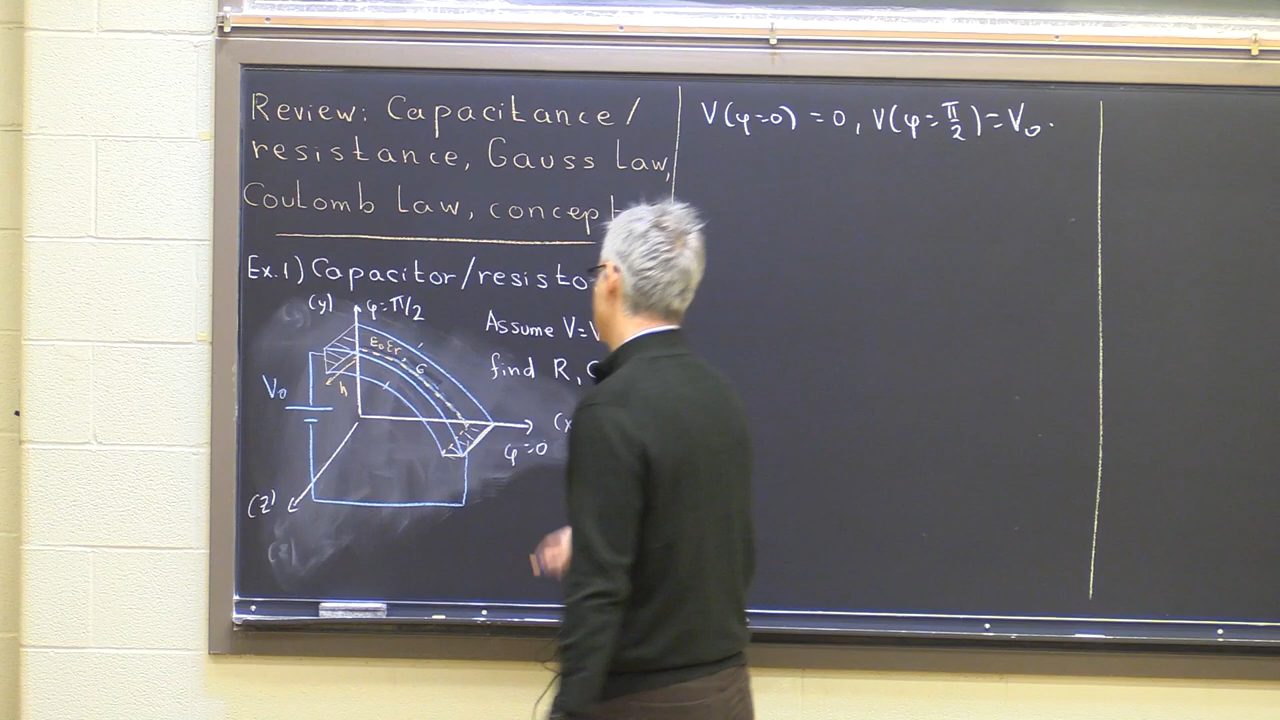 Review: Capacitance/
resistance, Gauss Law,
Coulomb Law, concept
Ex.1) Capacitor/resisto
(y) φ=π/2
Assume V=
find R, C
ε₀εr, σ
h
V₀
(x
φ=0
(z)
(z)
V(φ=0) = 0, V(φ=π/2)=V₀.